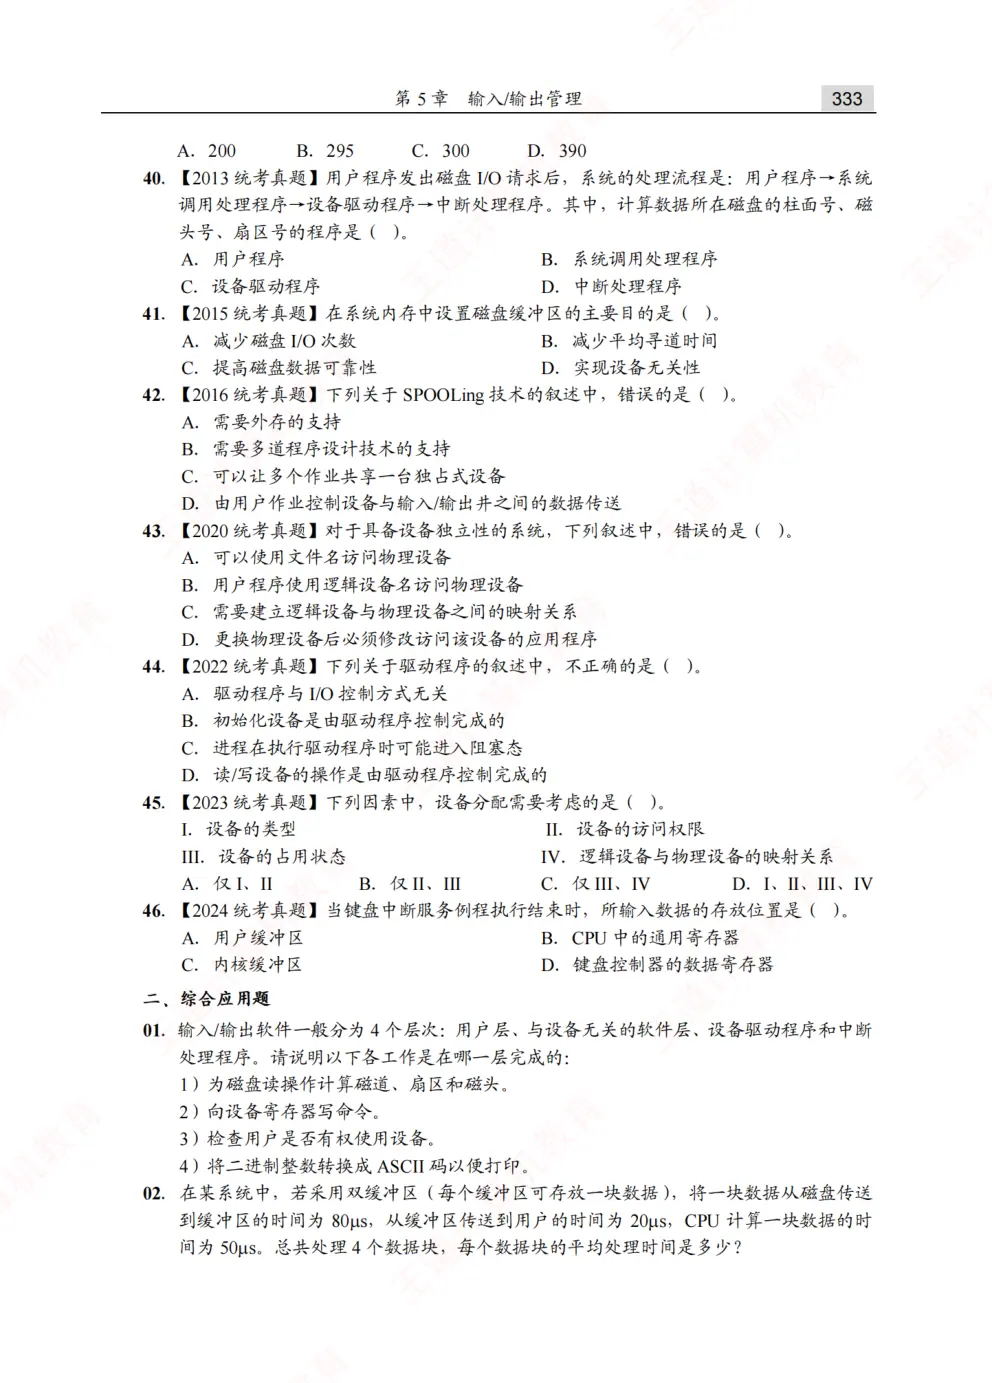 第 5 章 输入/输出管理 333
A. 200 B. 295 C. 300 D. 390
40. 【2013 统考真题】用户程序发出磁盘 I/O 请求后，系统的处理流程是：用户程序→系统
调用处理程序→设备驱动程序→中断处理程序。其中，计算数据所在磁盘的柱面号、磁
头号、扇区号的程序是（ ）。
A. 用户程序 B. 系统调用处理程序
C. 设备驱动程序 D. 中断处理程序
41. 【2015 统考真题】在系统内存中设置磁盘缓冲区的主要目的是（ ）。
A. 减少磁盘 I/O 次数 B. 减少平均寻道时间
C. 提高磁盘数据可靠性 D. 实现设备无关性
42. 【2016 统考真题】下列关于 SPOOLing 技术的叙述中，错误的是（ ）。
A. 需要外存的支持
B. 需要多道程序设计技术的支持
C. 可以让多个作业共享一台独占式设备
D. 由用户作业控制设备与输入/输出井之间的数据传送
43. 【2020 统考真题】对于具备设备独立性的系统，下列叙述中，错误的是（ ）。
A. 可以使用文件名访问物理设备
B. 用户程序使用逻辑设备名访问物理设备
C. 需要建立逻辑设备与物理设备之间的映射关系
D. 更换物理设备后必须修改访问该设备的应用程序
44. 【2022 统考真题】下列关于驱动程序的叙述中，不正确的是（ ）。
A. 驱动程序与 I/O 控制方式无关
B. 初始化设备是由驱动程序控制完成的
C. 进程在执行驱动程序时可能进入阻塞态
D. 读/写设备的操作是由驱动程序控制完成的
45. 【2023 统考真题】下列因素中，设备分配需要考虑的是（ ）。
I. 设备的类型 II. 设备的访问权限
III. 设备的占用状态 IV. 逻辑设备与物理设备的映射关系
A. 仅 I、II B. 仅 II、III C. 仅 III、IV D. I、II、III、IV
46. 【2024 统考真题】当键盘中断服务例程执行结束时，所输入数据的存放位置是（ ）。
A. 用户缓冲区 B. CPU 中的通用寄存器
C. 内核缓冲区 D. 键盘控制器的数据寄存器
二、综合应用题
01. 输入/输出软件一般分为 4 个层次：用户层、与设备无关的软件层、设备驱动程序和中断
处理程序。请说明以下各工作是在哪一层完成的：
1）为磁盘读操作计算磁道、扇区和磁头。
2）向设备寄存器写命令。
3）检查用户是否有权使用设备。
4）将二进制整数转换成 ASCII 码以便打印。
02. 在某系统中，若采用双缓冲区（每个缓冲区可存放一块数据），将一块数据从磁盘传送
到缓冲区的时间为 80μs，从缓冲区传送到用户的时间为 20μs，CPU 计算一块数据的时
间为 50μs。总共处理 4 个数据块，每个数据块的平均处理时间是多少？